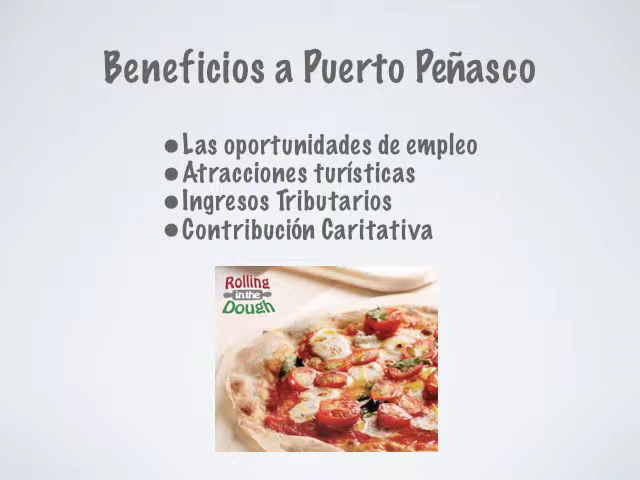 Beneficios a Puerto Peñasco
•Las oportunidades de empleo
•Atracciones turísticas
•Ingresos Tributarios
•Contribución Caritativa
Rolling
in the
Dough